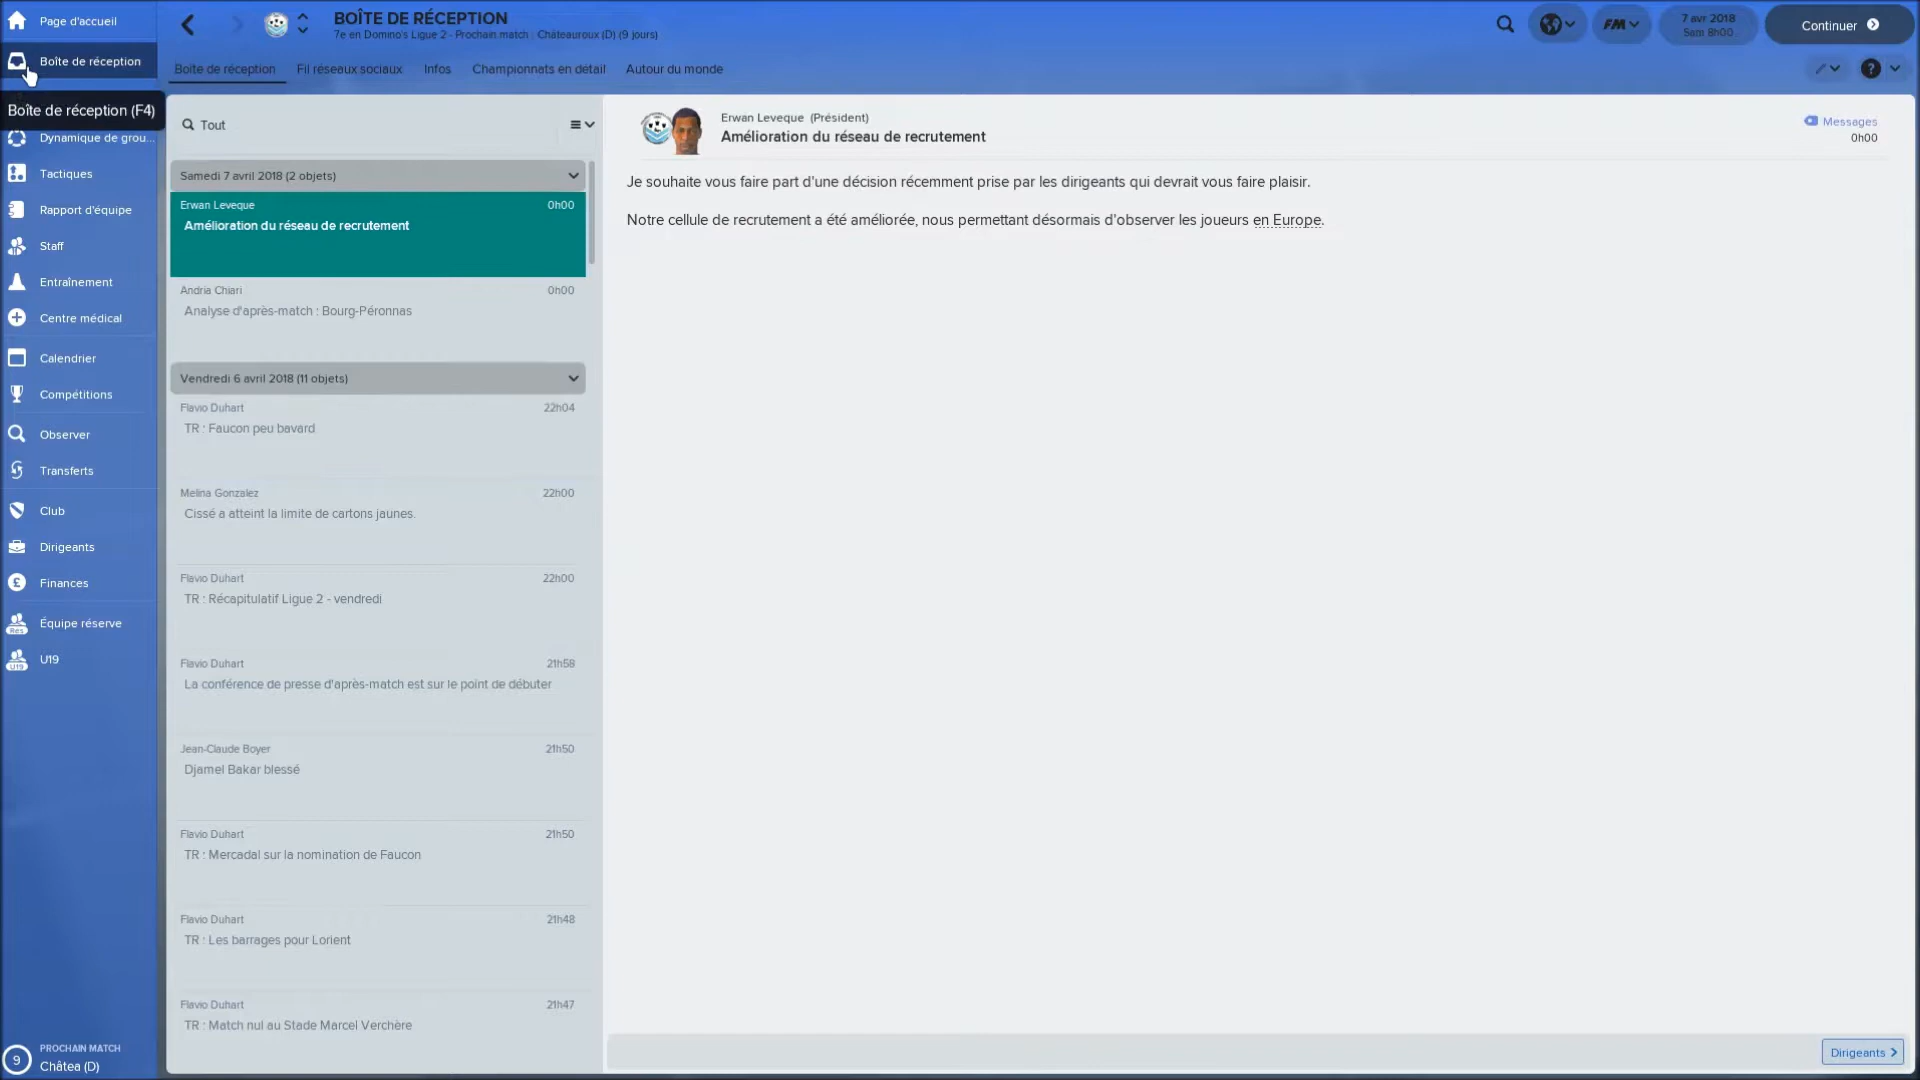 Page d'accueil
BOÎTE DE RÉCEPTION
7e en Domino's Ligue 2 - Prochain match : Châteauroux (D) (9 jours)
FM
7 avr 2018
Sam 8h00
Continuer
Boîte de réception
Boîte de réception
Fil réseaux sociaux
Infos
Championnats en détail
Autour du monde
?
Boîte de réception (F4)
Dynamique de grou...
Tactiques
Rapport d'équipe
Staff
Entraînement
Centre médical
Calendrier
Compétitions
Observer
Transferts
Club
Dirigeants
£
Finances
Rés
Équipe réserve
U19
U19
9
PROCHAIN MATCH
Châtea (D)
Tout
Samedi 7 avril 2018 (2 objets)
Erwan Leveque
0h00
Amélioration du réseau de recrutement
Andria Chiari
0h00
Analyse d'après-match : Bourg-Péronnas
Vendredi 6 avril 2018 (11 objets)
Flavio Duhart
22h04
TR : Faucon peu bavard
Melina Gonzalez
22h00
Cissé a atteint la limite de cartons jaunes.
Flavio Duhart
22h00
TR : Récapitulatif Ligue 2 - vendredi
Flavio Duhart
21h58
La conférence de presse d'après-match est sur le point de débuter
Jean-Claude Boyer
21h50
Djamel Bakar blessé
Flavio Duhart
21h50
TR : Mercadal sur la nomination de Faucon
Flavio Duhart
21h48
TR : Les barrages pour Lorient
Flavio Duhart
21h47
TR : Match nul au Stade Marcel Verchère
Erwan Leveque (Président)
Amélioration du réseau de recrutement
Messages
0h00
Je souhaite vous faire part d'une décision récemment prise par les dirigeants qui devrait vous faire plaisir.
Notre cellule de recrutement a été améliorée, nous permettant désormais d'observer les joueurs en Europe.
Dirigeants